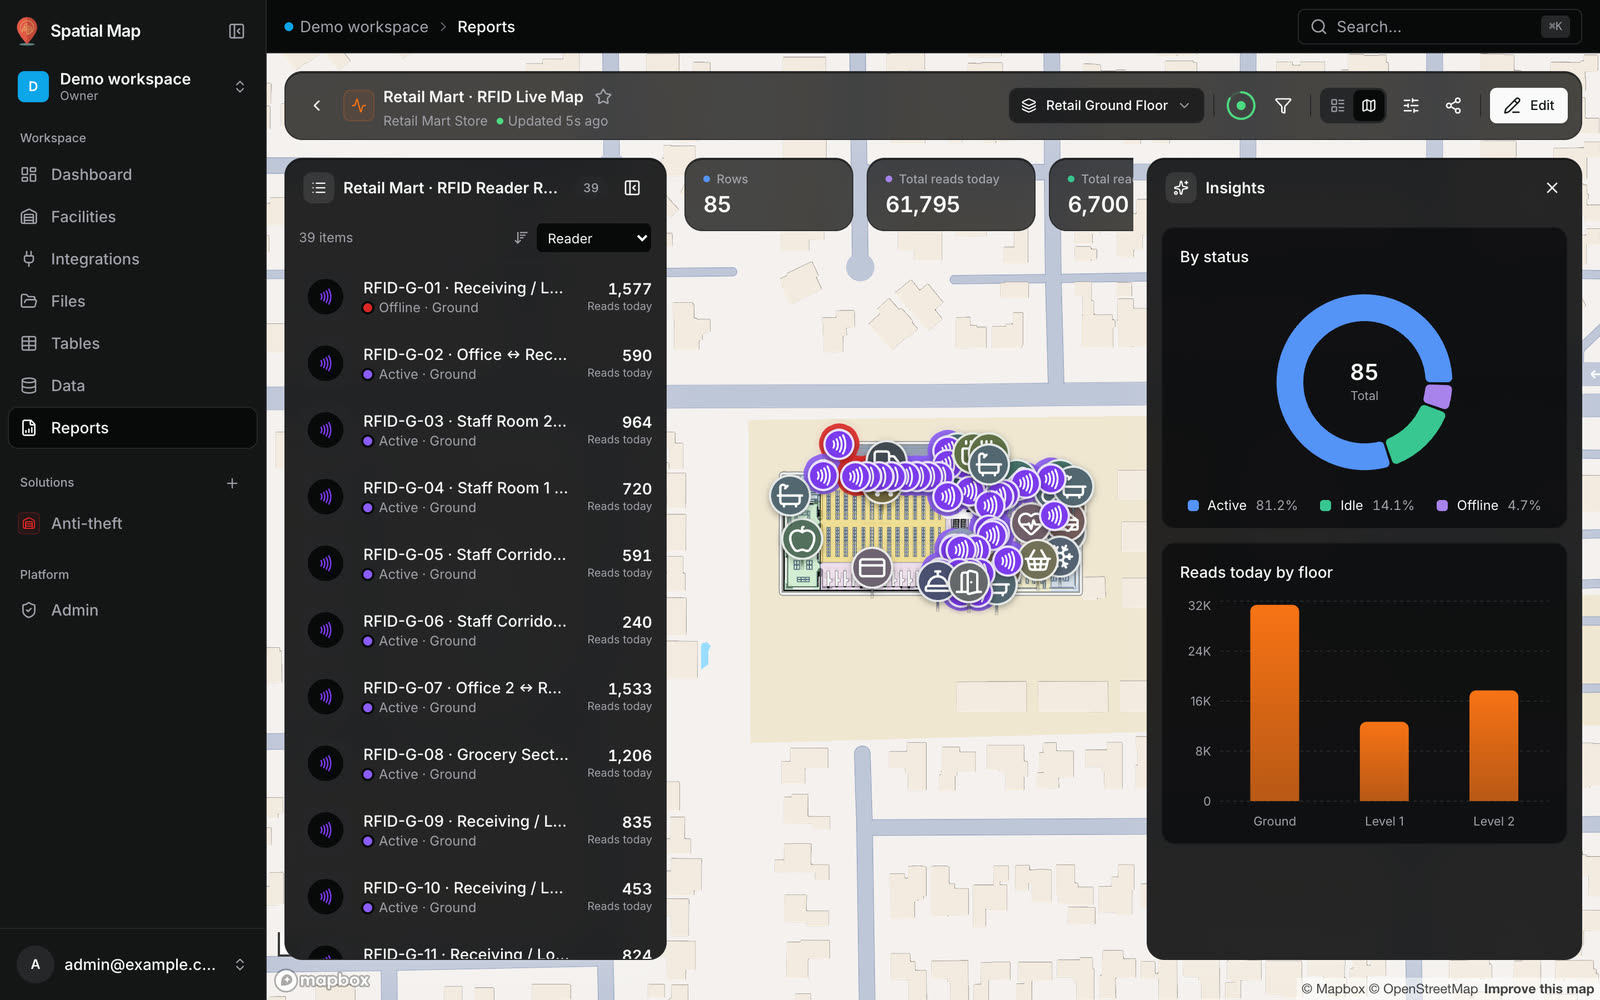 Spatial Map
D
Demo workspace
Owner
Workspace
Dashboard
Facilities
Integrations
Files
Tables
Data
Reports
Solutions
Anti-theft
Platform
Admin
A
admin@example.c...
Demo workspace > Reports
Search...
⌘K
Retail Mart · RFID Live Map
Retail Mart Store
Updated 5s ago
Retail Ground Floor
Edit
Retail Mart · RFID Reader R...
39
39 items
Reader
RFID-G-01 · Receiving / L...
1,577
Offline · Ground
Reads today
RFID-G-02 · Office ↔ Rec...
590
Active · Ground
Reads today
RFID-G-03 · Staff Room 2...
964
Active · Ground
Reads today
RFID-G-04 · Staff Room 1 ...
720
Active · Ground
Reads today
RFID-G-05 · Staff Corrido...
591
Active · Ground
Reads today
RFID-G-06 · Staff Corrido...
240
Active · Ground
Reads today
RFID-G-07 · Office 2 ↔ R...
1,533
Active · Ground
Reads today
RFID-G-08 · Grocery Sect...
1,206
Active · Ground
Reads today
RFID-G-09 · Receiving / L...
835
Active · Ground
Reads today
RFID-G-10 · Receiving / L...
453
Active · Ground
Reads today
RFID-G-11 · Receiving / Lo...
824
Rows
85
Total reads today
61,795
Total rea
6,700
Insights
By status
85
Total
Active 81.2%
Idle 14.1%
Offline 4.7%
Reads today by floor
32K
24K
16K
8K
0
Ground
Level 1
Level 2
mapbox
© Mapbox © OpenStreetMap Improve this map